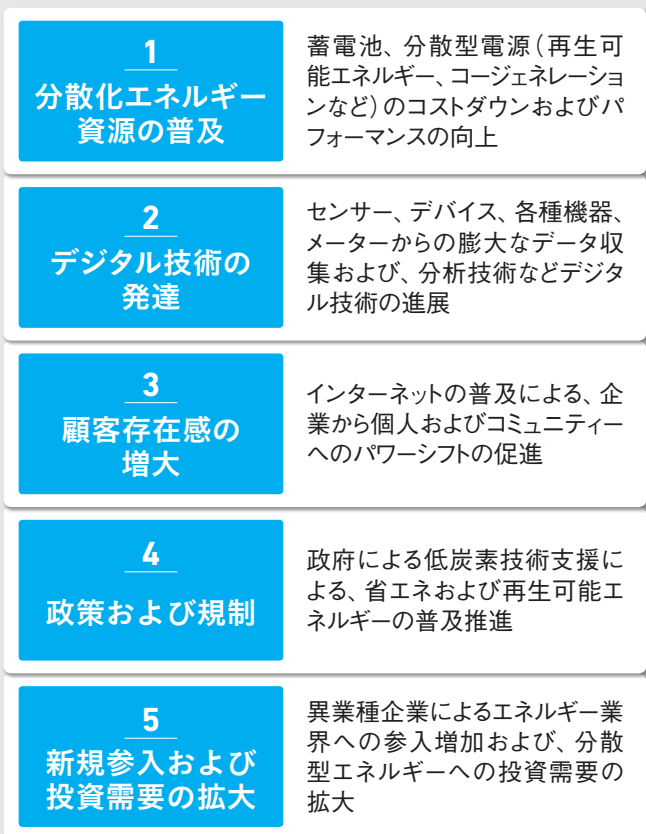 1
分散化エネルギー
資源の普及
蓄電池、分散型電源（再生可
能エネルギー、コージェネレーショ
ンなど）のコストダウンおよびパ
フォーマンスの向上
2
デジタル技術の
発達
センサー、デバイス、各種機器、
メーターからの膨大なデータ収
集および、分析技術などデジタ
ル技術の進展
3
顧客存在感の
増大
インターネットの普及による、企
業から個人およびコミュニティー
へのパワーシフトの促進
4
政策および規制
政府による低炭素技術支援に
よる、省エネおよび再生可能エ
ネルギーの普及推進
5
新規参入および
投資需要の拡大
異業種企業によるエネルギー業
界への参入増加および、分散
型エネルギーへの投資需要の
拡大